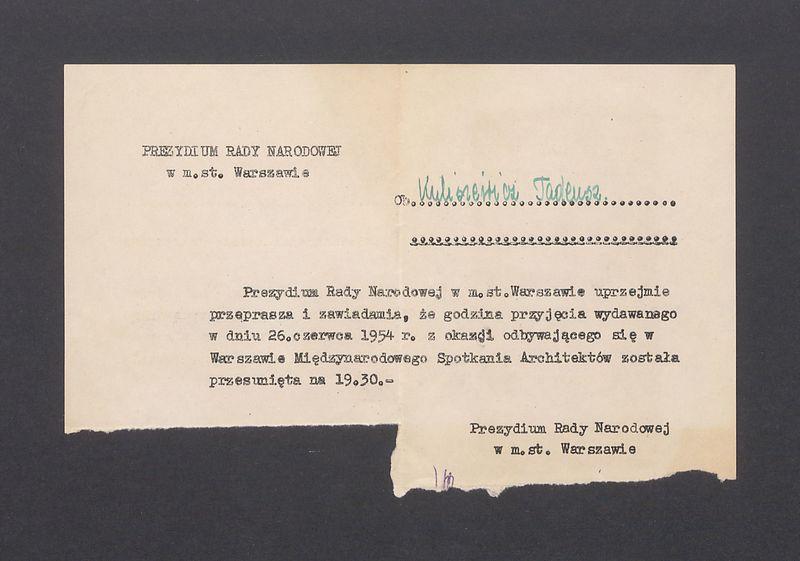 PREZYDIUM RADY NARODOWEJ
w m.st. Warszawie
Ob. Kulisiewicz Tadeusz.
Prezydium Rady Narodowej w m.st.Warszawie uprzejmie
przeprasza i zawiadamia, że godzina przyjęcia wydawanego
w dniu 26.czerwca 1954 r. z okazji odbywającego się w
Warszawie Międzynarodowego Spotkania Architektów została
przesunięta na 19.30.-
Prezydium Rady Narodowej
w m.st. Warszawie